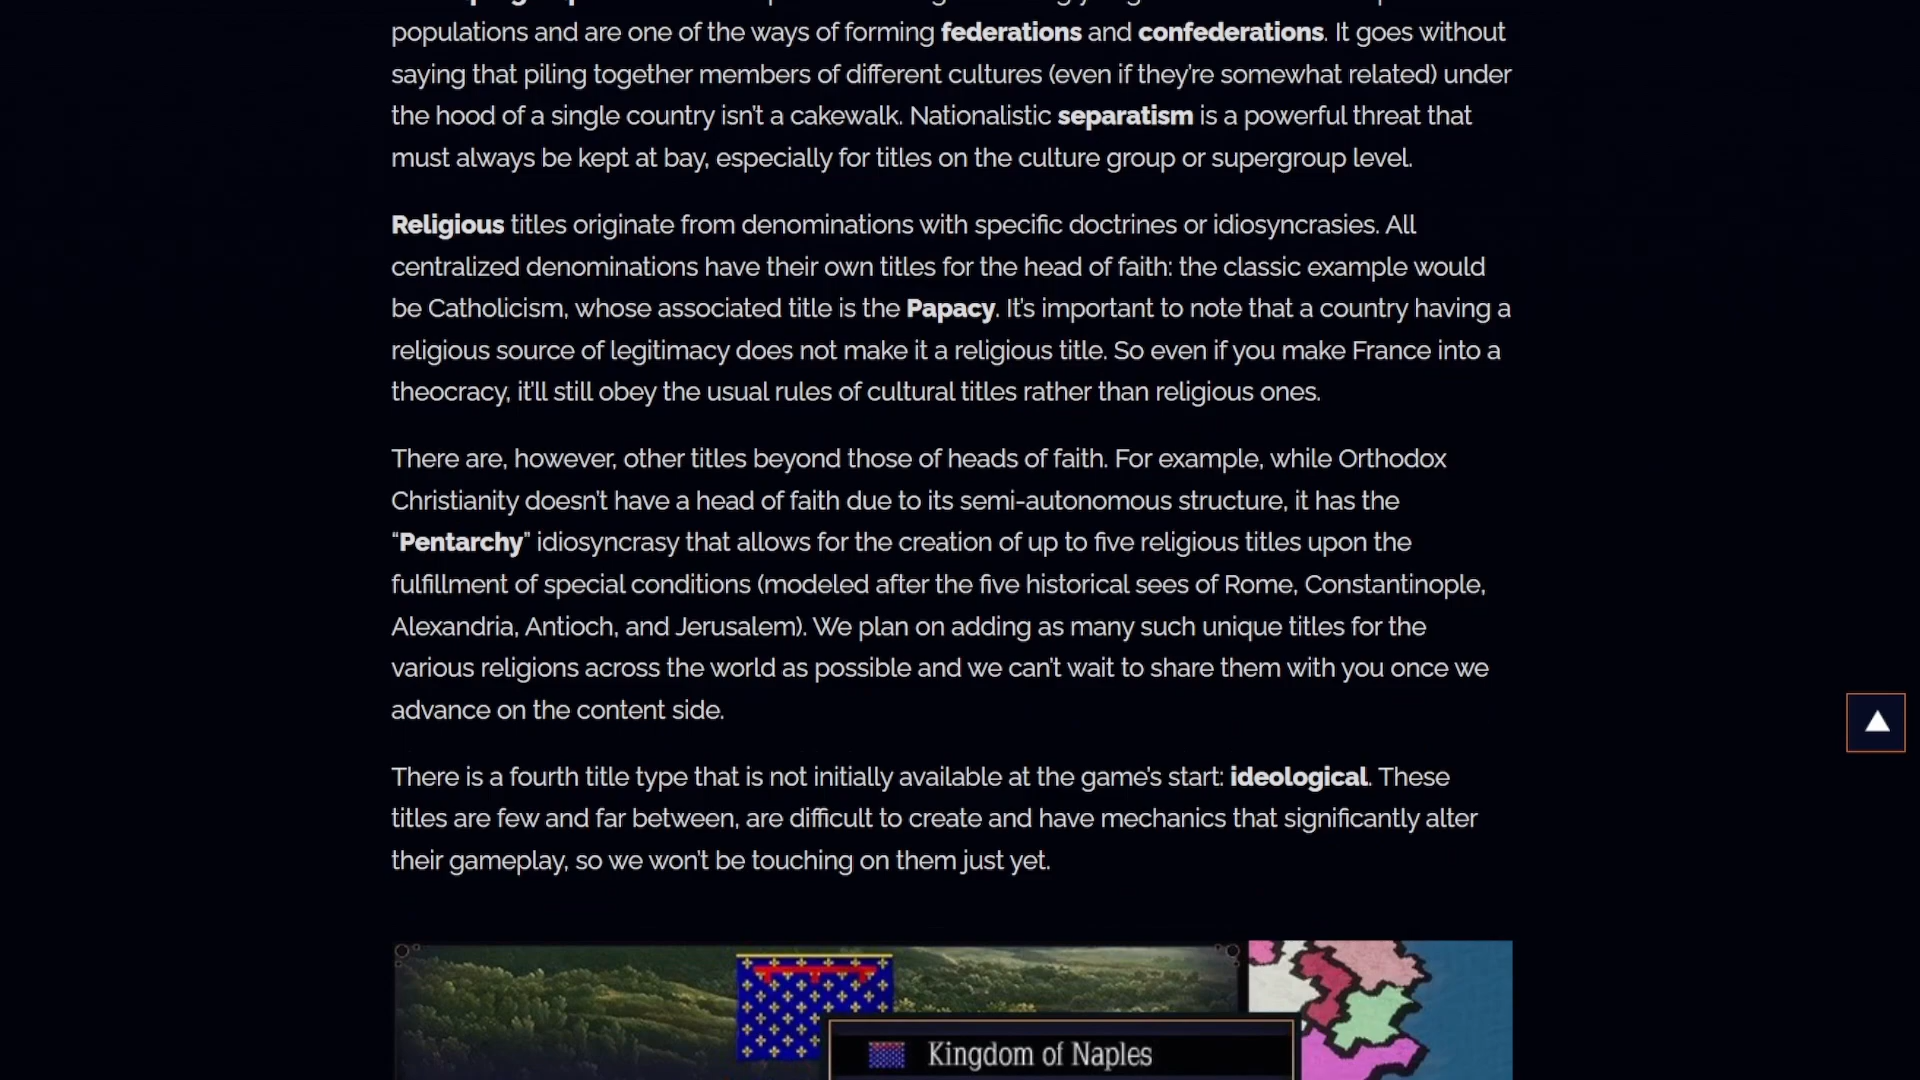 populations and are one of the ways of forming federations and confederations. It goes without
saying that piling together members of different cultures (even if they're somewhat related) under
the hood of a single country isn't a cakewalk. Nationalistic separatism is a powerful threat that
must always be kept at bay, especially for titles on the culture group or supergroup level.
Religious titles originate from denominations with specific doctrines or idiosyncrasies. All
centralized denominations have their own titles for the head of faith: the classic example would
be Catholicism, whose associated title is the Papacy. It's important to note that a country having a
religious source of legitimacy does not make it a religious title. So even if you make France into a
theocracy, it'll still obey the usual rules of cultural titles rather than religious ones.
There are, however, other titles beyond those of heads of faith. For example, while Orthodox
Christianity doesn't have a head of faith due to its semi-autonomous structure, it has the
“Pentarchy” idiosyncrasy that allows for the creation of up to five religious titles upon the
fulfillment of special conditions (modeled after the five historical sees of Rome, Constantinople,
Alexandria, Antioch, and Jerusalem). We plan on adding as many such unique titles for the
various religions across the world as possible and we can't wait to share them with you once we
advance on the content side.
There is a fourth title type that is not initially available at the game's start: ideological. These
titles are few and far between, are difficult to create and have mechanics that significantly alter
their gameplay, so we won't be touching on them just yet.
Kingdom of Naples